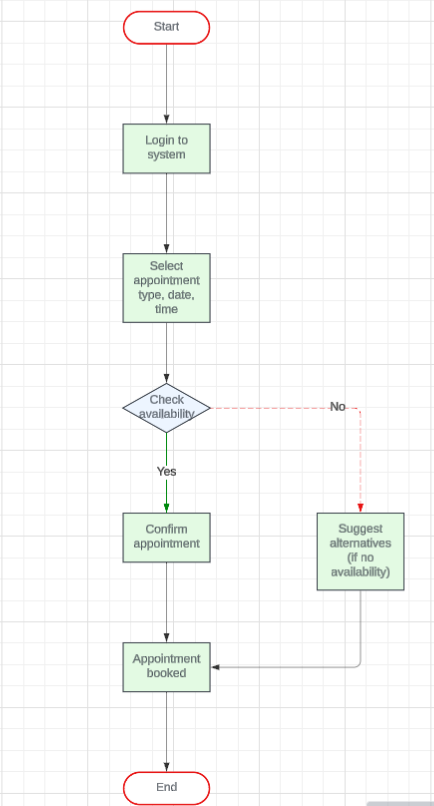 Start
Login to
system
Select
appointment
type, date,
time
Check
availability
No
Yes
Confirm
appointment
Suggest
alternatives
(if no
availability)
Appointment
booked
End